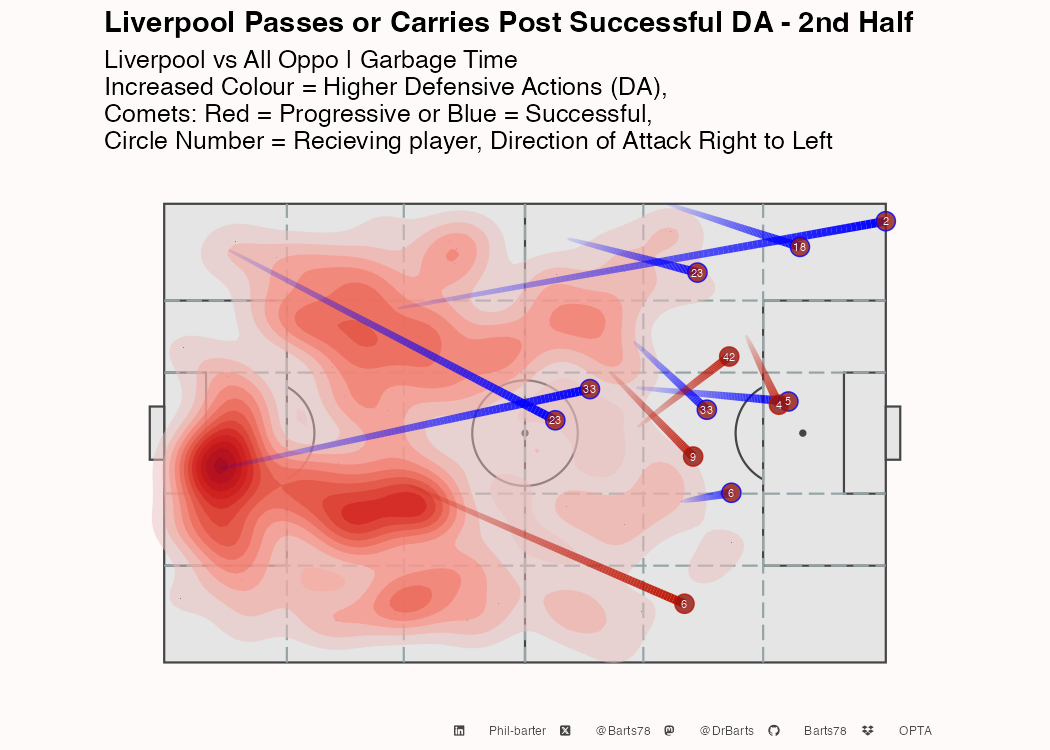 Liverpool Passes or Carries Post Successful DA - 2nd Half
Liverpool vs All Oppo | Garbage Time
Increased Colour = Higher Defensive Actions (DA),
Comets: Red = Progressive or Blue = Successful,
Circle Number = Recieving player, Direction of Attack Right to Left
2
18
23
42
33
5
4
33
23
9
6
6
Phil-barter @Barts78 @DrBarts Barts78 OPTA